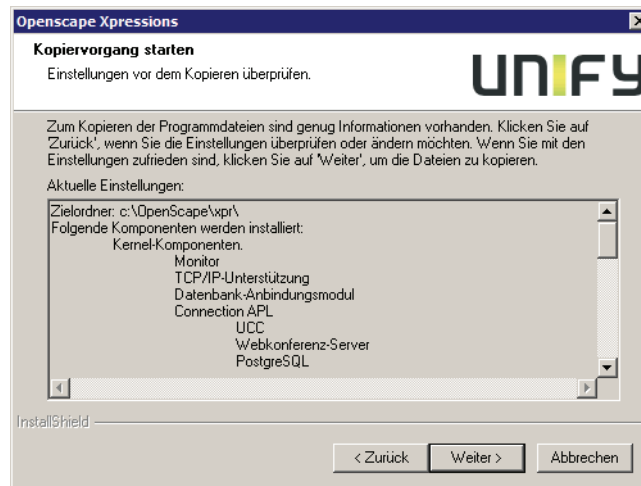 Openscape Xpressions
Kopiervorgang starten
Einstellungen vor dem Kopieren überprüfen.
UNIFY
Zum Kopieren der Programmdateien sind genug Informationen vorhanden. Klicken Sie auf
'Zurück', wenn Sie die Einstellungen überprüfen oder ändern möchten. Wenn Sie mit den
Einstellungen zufrieden sind, klicken Sie auf 'Weiter', um die Dateien zu kopieren.
Aktuelle Einstellungen:
Zielordner: c:\OpenScape\xpr\
Folgende Komponenten werden installiert:
Kernel-Komponenten.
Monitor
TCP/IP-Unterstützung
Datenbank-Anbindungsmodul
Connection APL
UCC
Webkonferenz-Server
PostgreSQL
InstallShield
< Zurück
Weiter >
Abbrechen